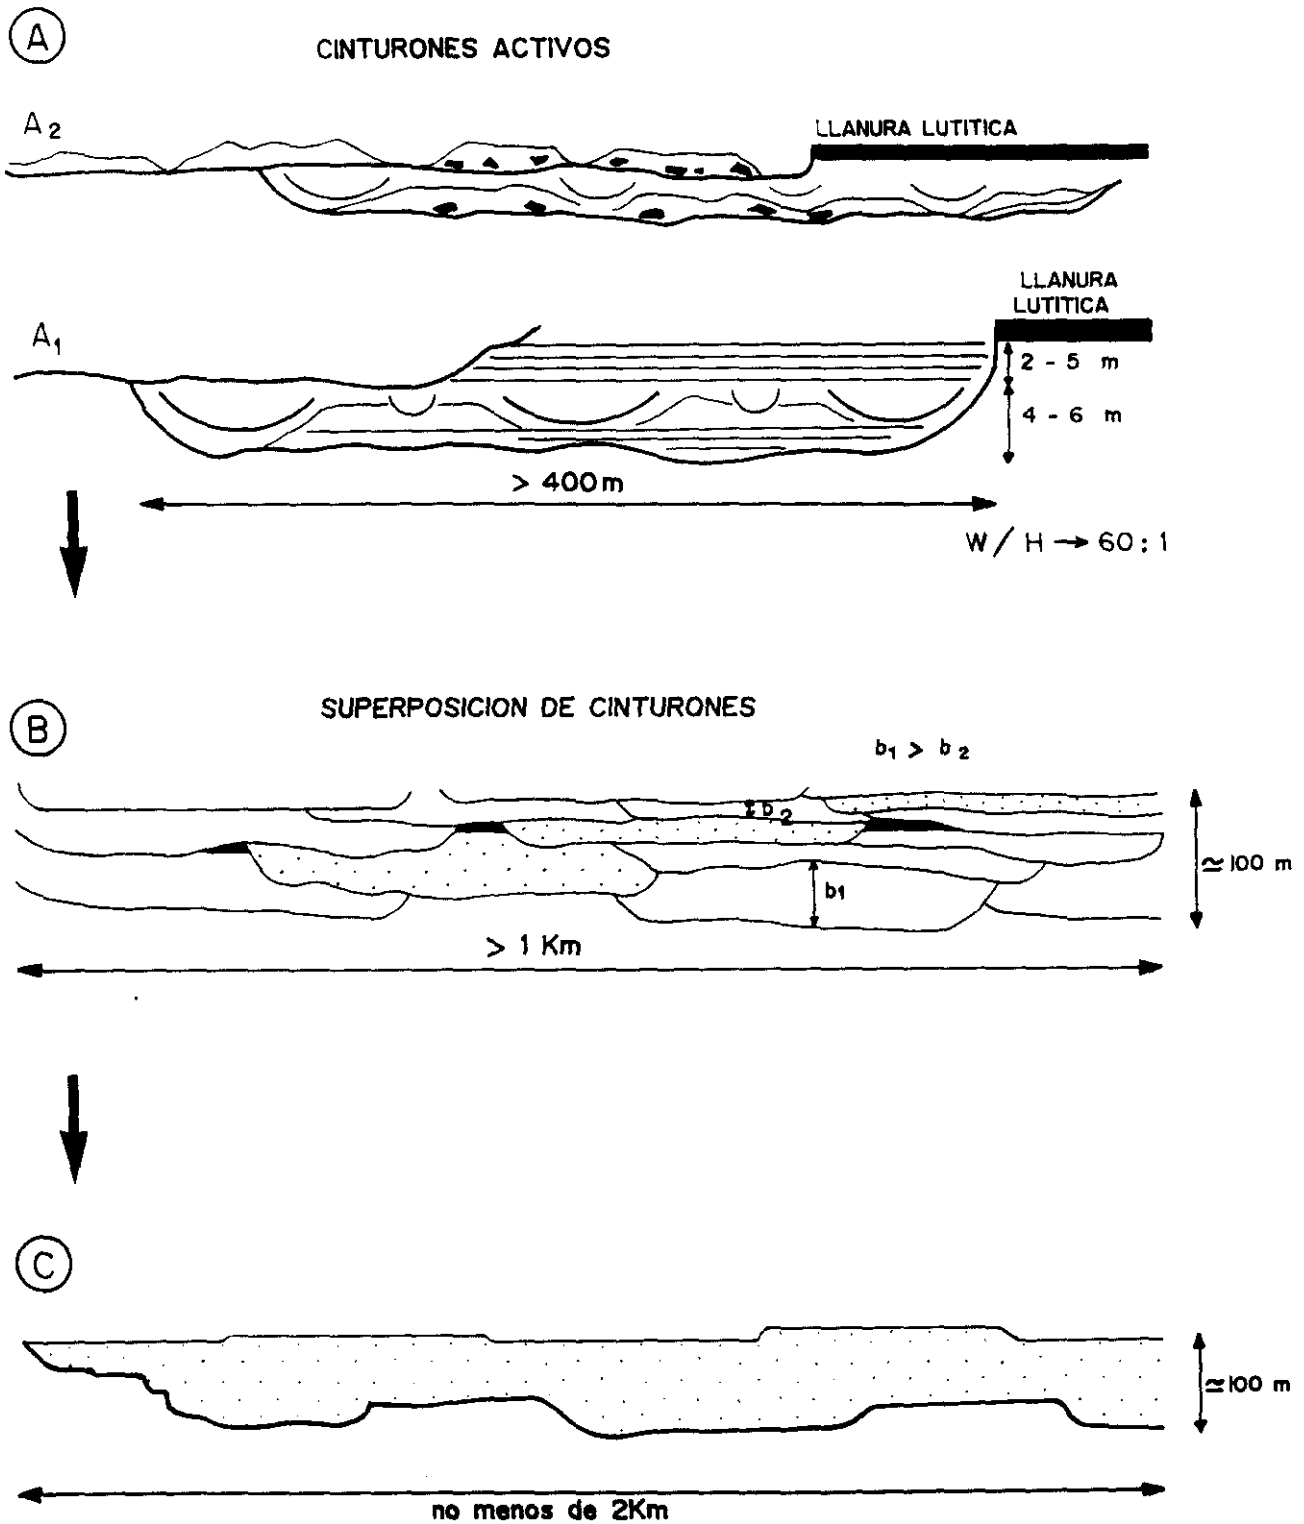 A
CINTURONES ACTIVOS
A2
LLANURA LUTITICA
LLANURA
LUTITICA
A1
2 - 5 m
4 - 6 m
> 400m
W / H → 60 : 1
B
SUPERPOSICION DE CINTURONES
b1 > b2
b2
≃ 100 m
b1
> 1 Km
C
≃ 100 m
no menos de 2Km